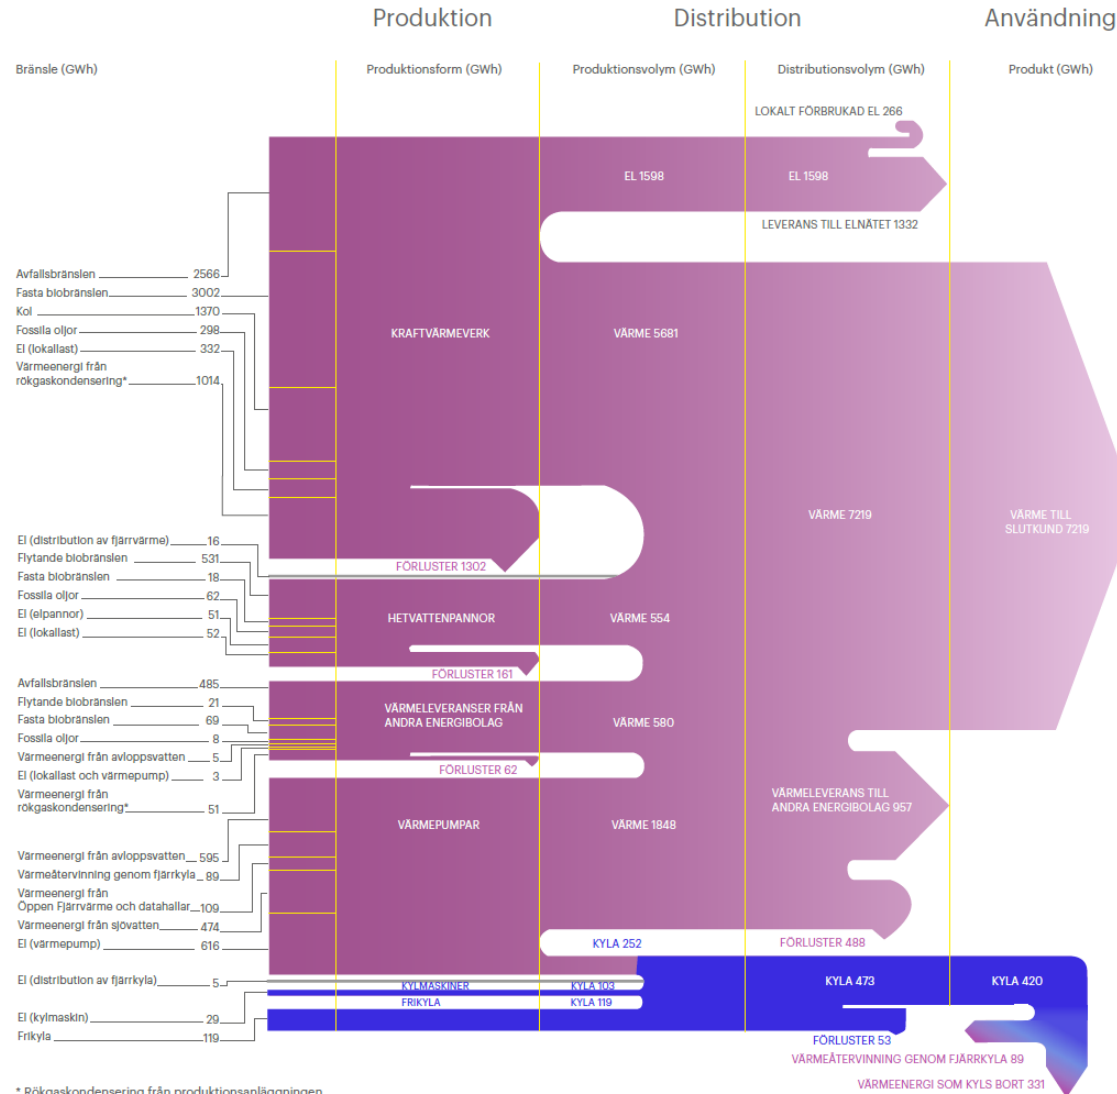 Produktion
Distribution
Användning
Bränsle (GWh)
Produktionsform (GWh)
Produktionsvolym (GWh)
Distributionsvolym (GWh)
Produkt (GWh)
LOKALT FÖRBRUKAD EL 266
EL 1598
EL 1598
LEVERANS TILL ELNÄTET 1332
Avfallsbränslen 2566
Fasta biobränslen 3002
Kol 1370
Fossila oljor 298
El (lokallast) 332
Värmeenergi från
rökgaskondensering* 1014
KRAFTVÄRMEVERK
VÄRME 5681
VÄRME 7219
VÄRME TILL
SLUTKUND 7219
FÖRLUSTER 1302
El (distribution av fjärrvärme) 16
Flytande biobränslen 531
Fasta biobränslen 18
Fossila oljor 62
El (elpannor) 51
El (lokallast) 52
HETVATTENPANNOR
VÄRME 554
FÖRLUSTER 161
Avfallsbränslen 485
Flytande biobränslen 21
Fasta biobränslen 69
Fossila oljor 8
Värmeenergi från avloppsvatten 5
El (lokallast och värmepump) 3
Värmeenergi från
rökgaskondensering* 51
VÄRMELEVERANSER FRÅN
ANDRA ENERGIBOLAG
VÄRME 580
FÖRLUSTER 62
VÄRMELEVERANS TILL
ANDRA ENERGIBOLAG 957
VÄRMEPUMPAR
VÄRME 1848
Värmeenergi från avloppsvatten 595
Värmeåtervinning genom fjärrkyla 89
Värmeenergi från
Öppen Fjärrvärme och datahallar 109
Värmeenergi från sjövatten 474
El (värmepump) 616
KYLA 252
FÖRLUSTER 488
El (distribution av fjärrkyla) 5
KYLMASKINER
KYLA 103
KYLA 473
KYLA 420
FRIKYLA
KYLA 119
El (kylmaskin) 29
Frikyla 119
FÖRLUSTER 53
VÄRMEÅTERVINNING GENOM FJÄRRKYLA 89
VÄRMEENERGI SOM KYLS BORT 331
* Rökgaskondensering från produktionsanläggningen